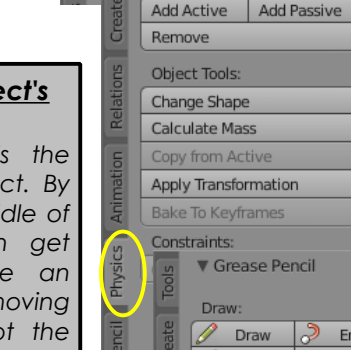 Create
Add Active Add Passive
Remove
Relations
Object Tools:
Change Shape
Calculate Mass
Animation
Copy from Active
Apply Transformation
Bake To Keyframes
Physics
Constraints:
Tools
Grease Pencil
Draw:
Draw
ect's
s the
ct. By
dle of
n get
e an
moving
ot the